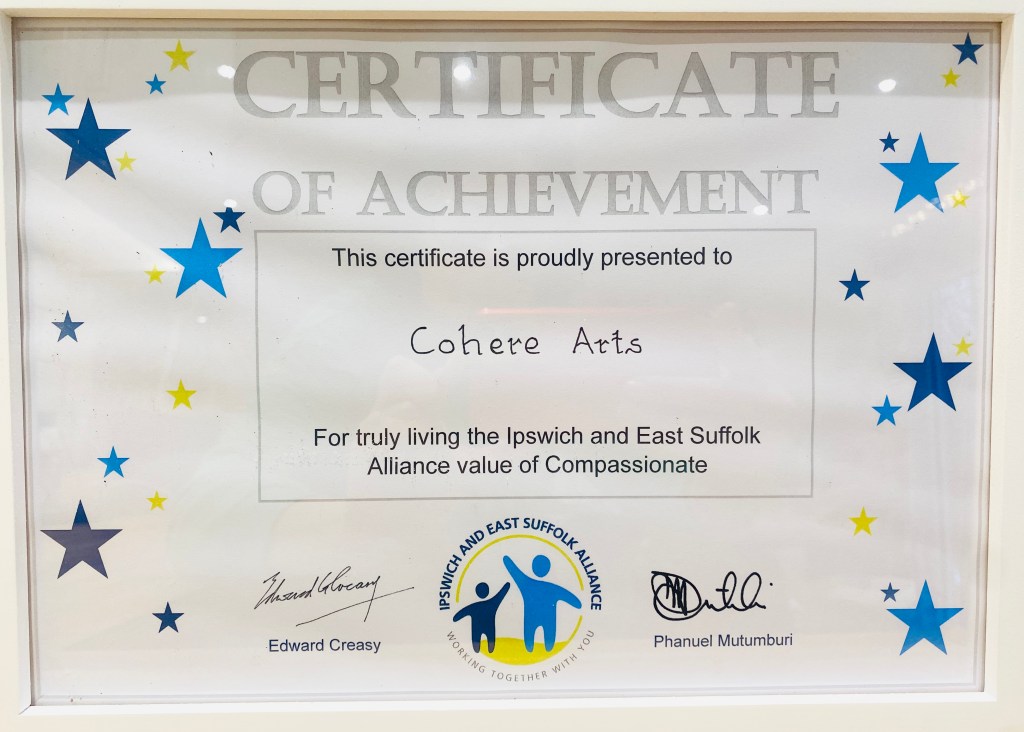 CERTIFICATE
OF ACHIEVEMENT
This certificate is proudly presented to
Cohere Arts
For truly living the Ipswich and East Suffolk
Alliance value of Compassionate
IPSWICH AND EAST SUFFOLK ALLIANCE
WORKING TOGETHER WITH YOU
Edward Creasy
Phanuel Mutumburi